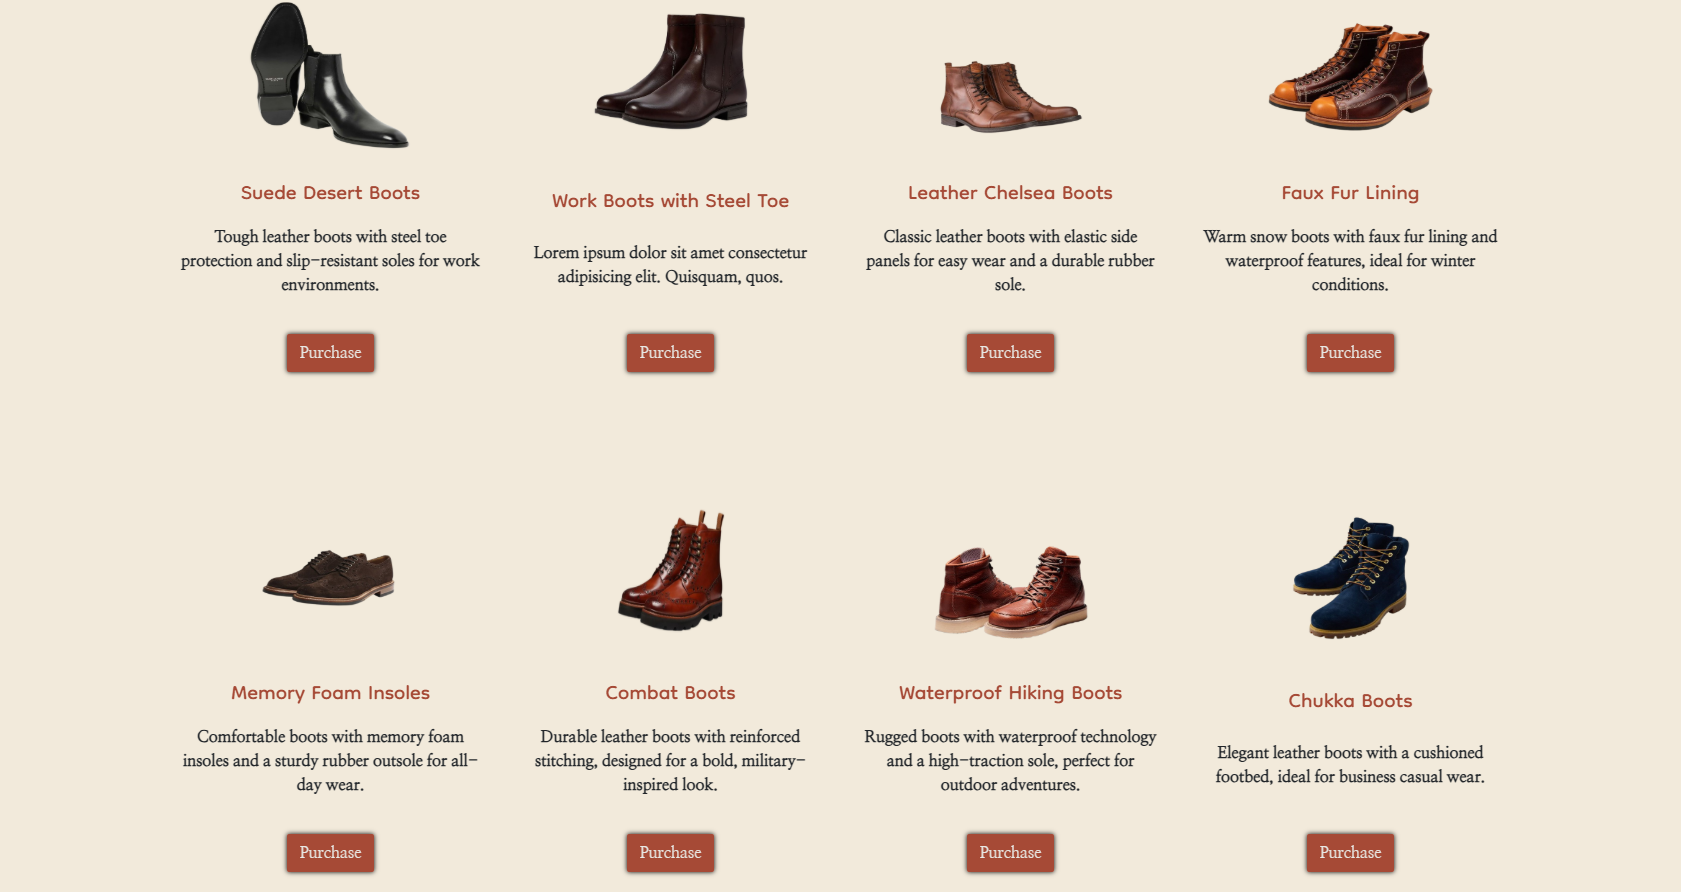 Suede Desert Boots
Tough leather boots with steel toe
protection and slip-resistant soles for work
environments.
Purchase
Work Boots with Steel Toe
Lorem ipsum dolor sit amet consectetur
adipisicing elit. Quisquam, quos.
Purchase
Leather Chelsea Boots
Classic leather boots with elastic side
panels for easy wear and a durable rubber
sole.
Purchase
Faux Fur Lining
Warm snow boots with faux fur lining and
waterproof features, ideal for winter
conditions.
Purchase
Memory Foam Insoles
Comfortable boots with memory foam
insoles and a sturdy rubber outsole for all-
day wear.
Purchase
Combat Boots
Durable leather boots with reinforced
stitching, designed for a bold, military-
inspired look.
Purchase
Waterproof Hiking Boots
Rugged boots with waterproof technology
and a high-traction sole, perfect for
outdoor adventures.
Purchase
Chukka Boots
Elegant leather boots with a cushioned
footbed, ideal for business casual wear.
Purchase